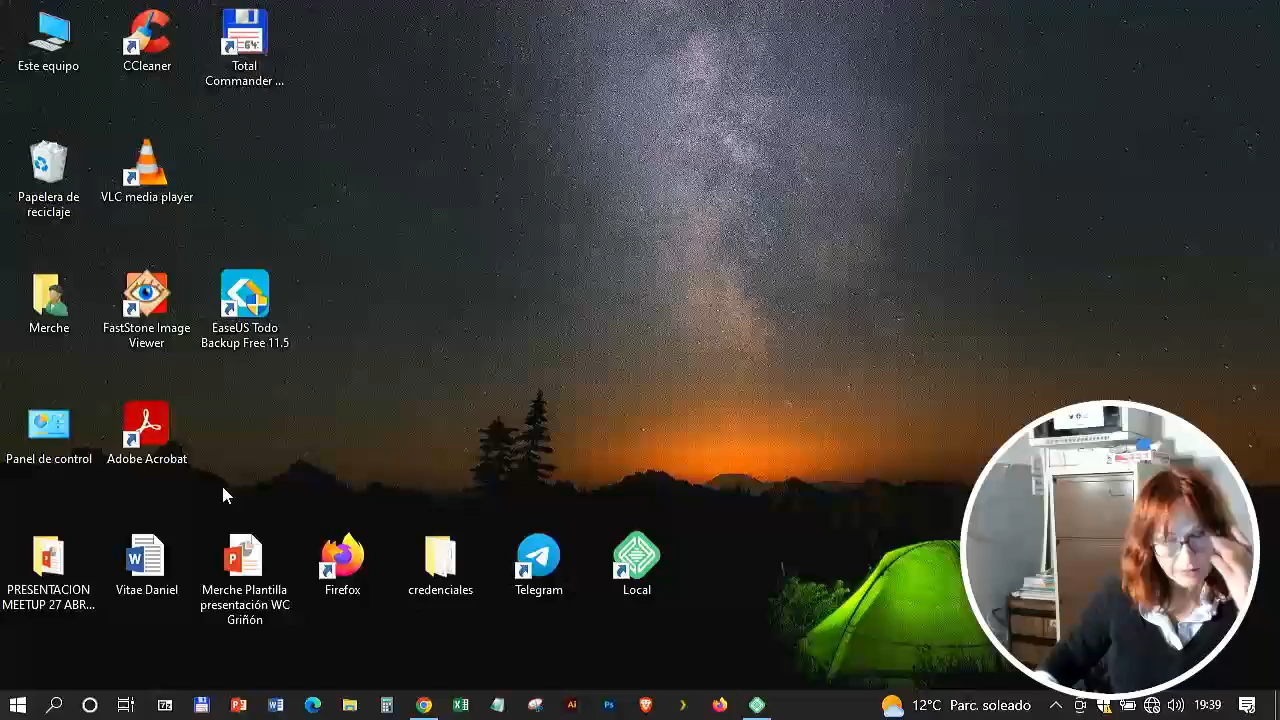 Este equipo
CCleaner
Total
Commander ...
64
Papelera de
reciclaje
VLC media player
Merche
FastStone Image
Viewer
EaseUS Todo
Backup Free 11.5
Panel de control
Adobe Acrobat
PRESENTACION
MEETUP 27 ABR...
Vitae Daniel
Merche Plantilla
presentación WC
Griñón
Firefox
credenciales
Telegram
Local
12°C Parc. soleado
19:39